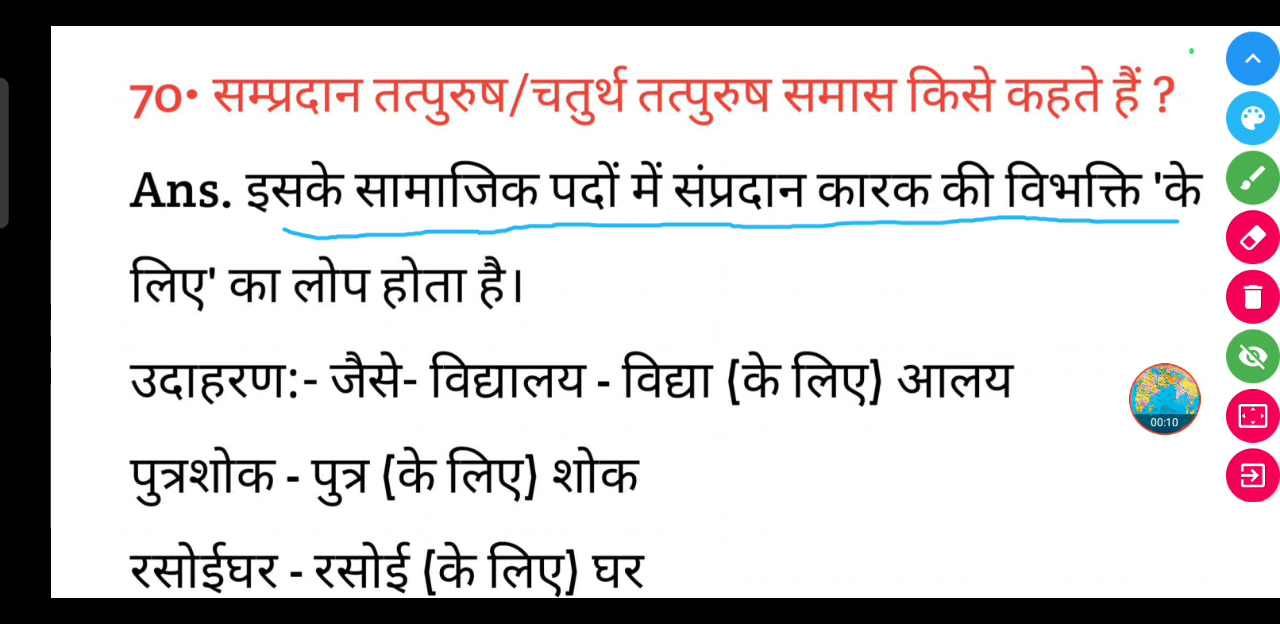 70• सम्प्रदान तत्पुरुष/चतुर्थ तत्पुरुष समास किसे कहते हैं ?
Ans. इसके सामाजिक पदों में संप्रदान कारक की विभक्ति 'के
लिए' का लोप होता है।
उदाहरण:- जैसे- विद्यालय - विद्या (के लिए) आलय
00:10
पुत्रशोक - पुत्र (के लिए) शोक
रसोईघर - रसोई (के लिए) घर